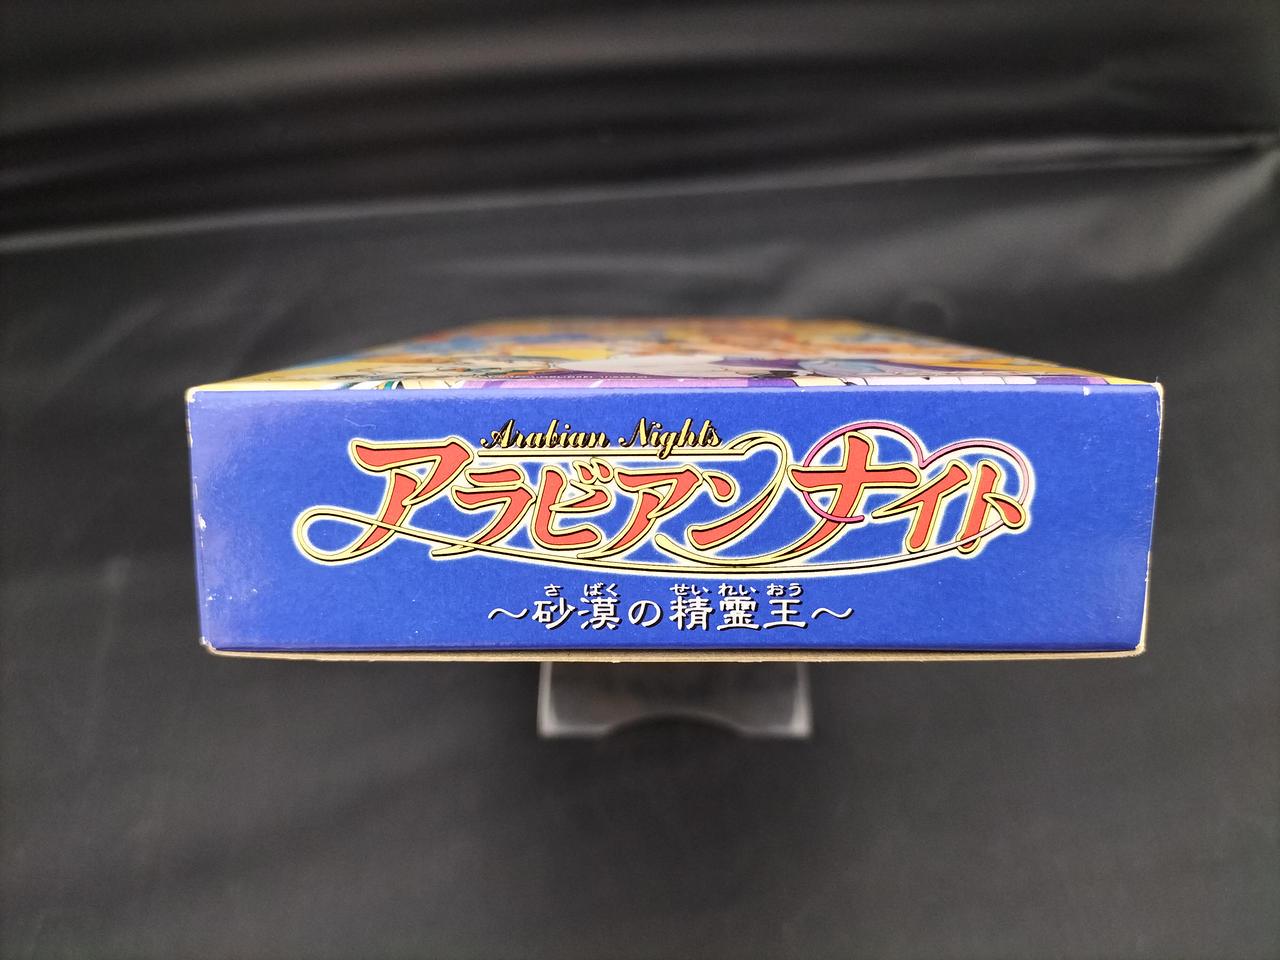 Arabian Nights
アラビアンナイト
さばく せいれいおう
～砂漠の精霊王～